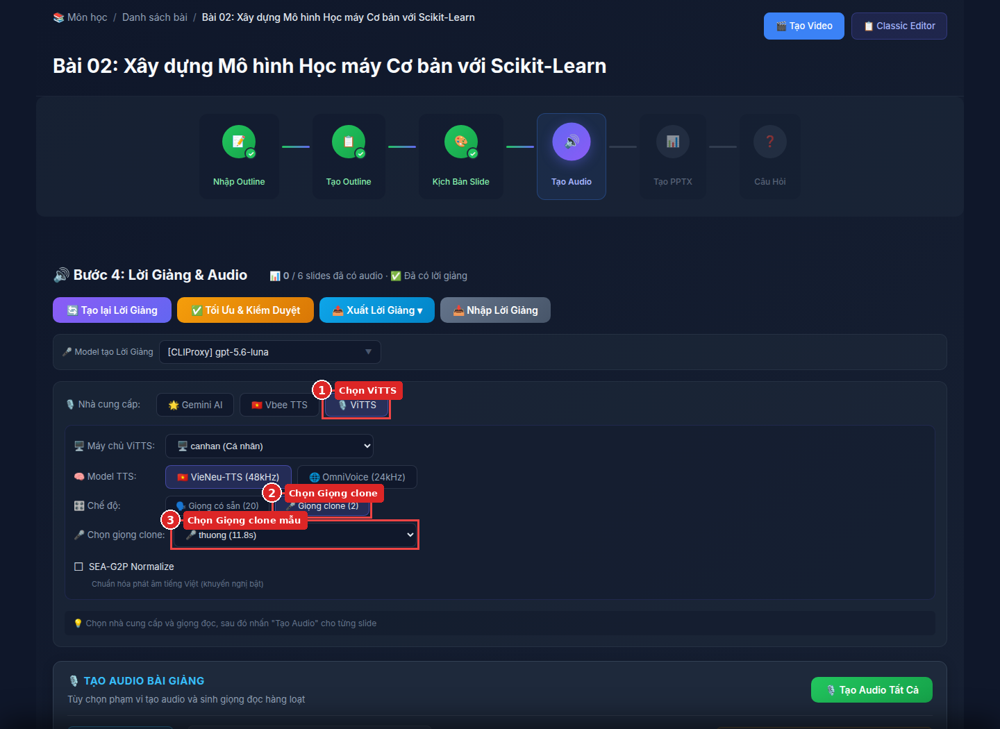 Môn học / Danh sách bài / Bài 02: Xây dựng Mô hình Học máy Cơ bản với Scikit-Learn
Tạo Video
Classic Editor
Bài 02: Xây dựng Mô hình Học máy Cơ bản với Scikit-Learn
Nhập Outline
Tạo Outline
Kịch Bản Slide
Tạo Audio
Tạo PPTX
Câu Hỏi
Bước 4: Lời Giảng & Audio
0 / 6 slides đã có audio · ✅ Đã có lời giảng
Tạo lại Lời Giảng
Tối Ưu & Kiểm Duyệt
Xuất Lời Giảng ▾
Nhập Lời Giảng
Model tạo Lời Giảng
[CLIProxy] gpt-5.6-luna
1 Chọn ViTTS
Nhà cung cấp:
Gemini AI
Vbee TTS
ViTTS
Máy chủ ViTTS:
canhan (Cá nhân)
Model TTS:
VieNeu-TTS (48kHz)
OmniVoice (24kHz)
2 Chọn Giọng clone
Chế độ:
Giọng có sẵn (20)
Giọng clone (2)
3 Chọn Giọng clone mẫu
Chọn giọng clone:
thuong (11.8s)
SEA-G2P Normalize
Chuẩn hóa phát âm tiếng Việt (khuyến nghị bật)
Chọn nhà cung cấp và giọng đọc, sau đó nhấn "Tạo Audio" cho từng slide
TẠO AUDIO BÀI GIẢNG
Tùy chọn phạm vi tạo audio và sinh giọng đọc hàng loạt
Tạo Audio Tất Cả